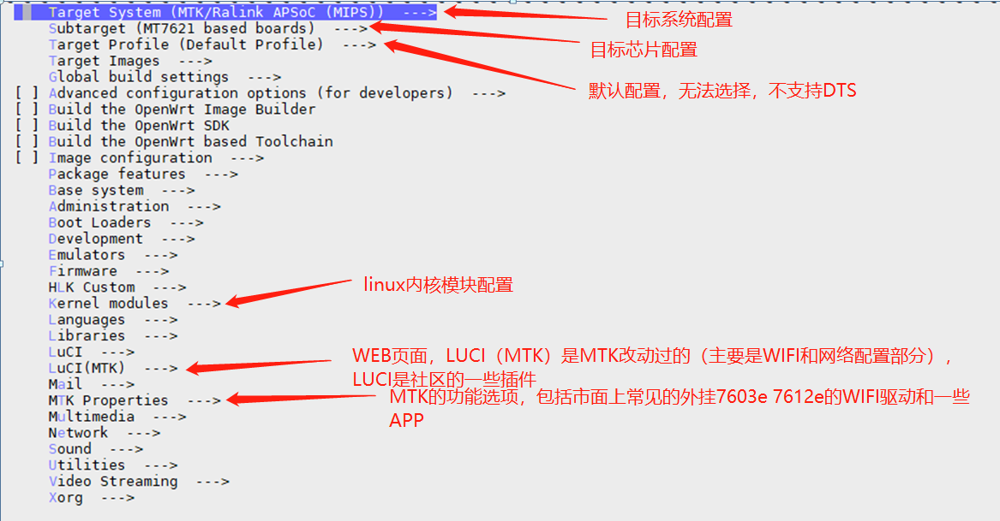 Target System (MTK/Ralink APSoC (MIPS))  --->
目标系统配置
Subtarget (MT7621 based boards)  --->
目标芯片配置
Target Profile (Default Profile)  --->
Target Images  --->
Global build settings  --->
默认配置，无法选择，不支持DTS
[ ] Advanced configuration options (for developers)  --->
[ ] Build the OpenWrt Image Builder
[ ] Build the OpenWrt SDK
[ ] Build the OpenWrt based Toolchain
[ ] Image configuration  --->
Package features  --->
Base system  --->
Administration  --->
Boot Loaders  --->
Development  --->
Emulators  --->
Firmware  --->
HLK Custom  --->
linux内核模块配置
Kernel modules  --->
Languages  --->
Libraries  --->
LuCI  --->
WEB页面，LUCI（MTK）是MTK改动过的（主要是WIFI和网络配置部分），
LuCI(MTK)  --->
LUCI是社区的一些插件
Mail  --->
MTK Properties  --->
MTK的功能选项，包括市面上常见的外挂7603e 7612e的WIFI驱动和一些
APP
Multimedia  --->
Network  --->
Sound  --->
Utilities  --->
Video Streaming  --->
Xorg  --->